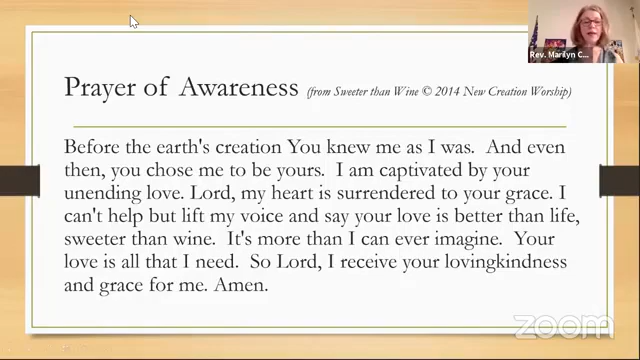 Rev. Marilyn C...
Prayer of Awareness (from Sweeter than Wine © 2014 New Creation Worship)
Before the earth's creation You knew me as I was.  And even
then, you chose me to be yours.  I am captivated by your
unending love. Lord, my heart is surrendered to your grace. I
can't help but lift my voice and say your love is better than life,
sweeter than wine.  It's more than I can ever imagine.  Your
love is all that I need.  So Lord, I receive your lovingkindness
and grace for me. Amen.
zoom